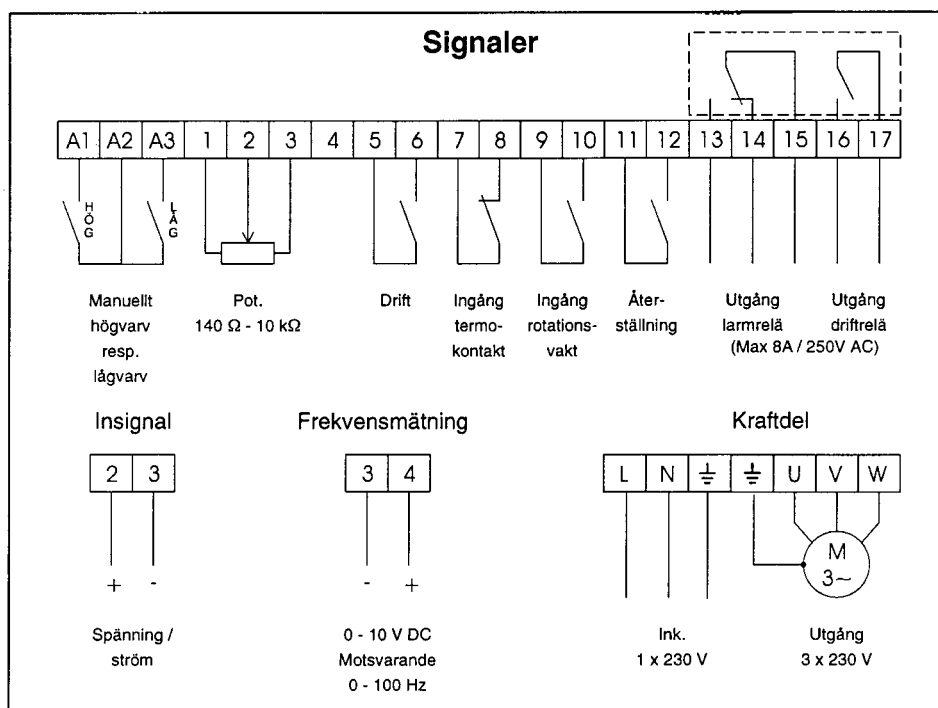 Signaler
A1 A2 A3 1 2 3 4 5 6 7 8 9 10 11 12 13 14 15 16 17
HÖG
LÅG
Manuellt
högvarv
resp.
lågvarv
Pot.
140 Ω - 10 kΩ
Drift
Ingång
termo-
kontakt
Ingång
rotations-
vakt
Åter-
ställning
Utgång
larmrelä
Utgång
driftrelä
(Max 8A / 250V AC)
Insignal
2 3
+ -
Spänning /
ström
Frekvensmätning
3 4
- +
0 - 10 V DC
Motsvarande
0 - 100 Hz
Kraftdel
L N U V W
M
3~
Ink.
1 x 230 V
Utgång
3 x 230 V